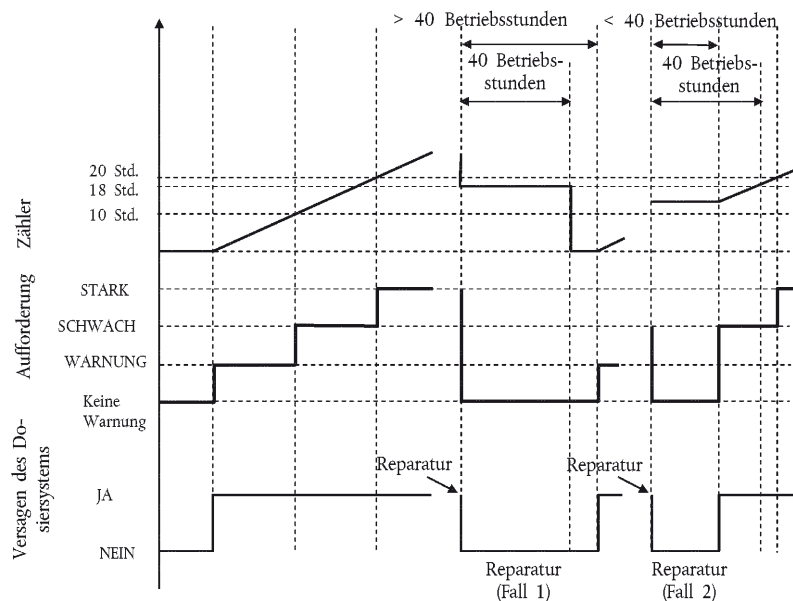 > 40 Betriebsstunden
< 40 Betriebsstunden
40 Betriebs-
stunden
40 Betriebs-
stunden
Zähler
20 Std.
18 Std.
10 Std.
Aufforderung
STARK
SCHWACH
WARNUNG
Keine
Warnung
Versagen des Do-
siersystems
JA
NEIN
Reparatur
Reparatur
Reparatur
(Fall 1)
Reparatur
(Fall 2)